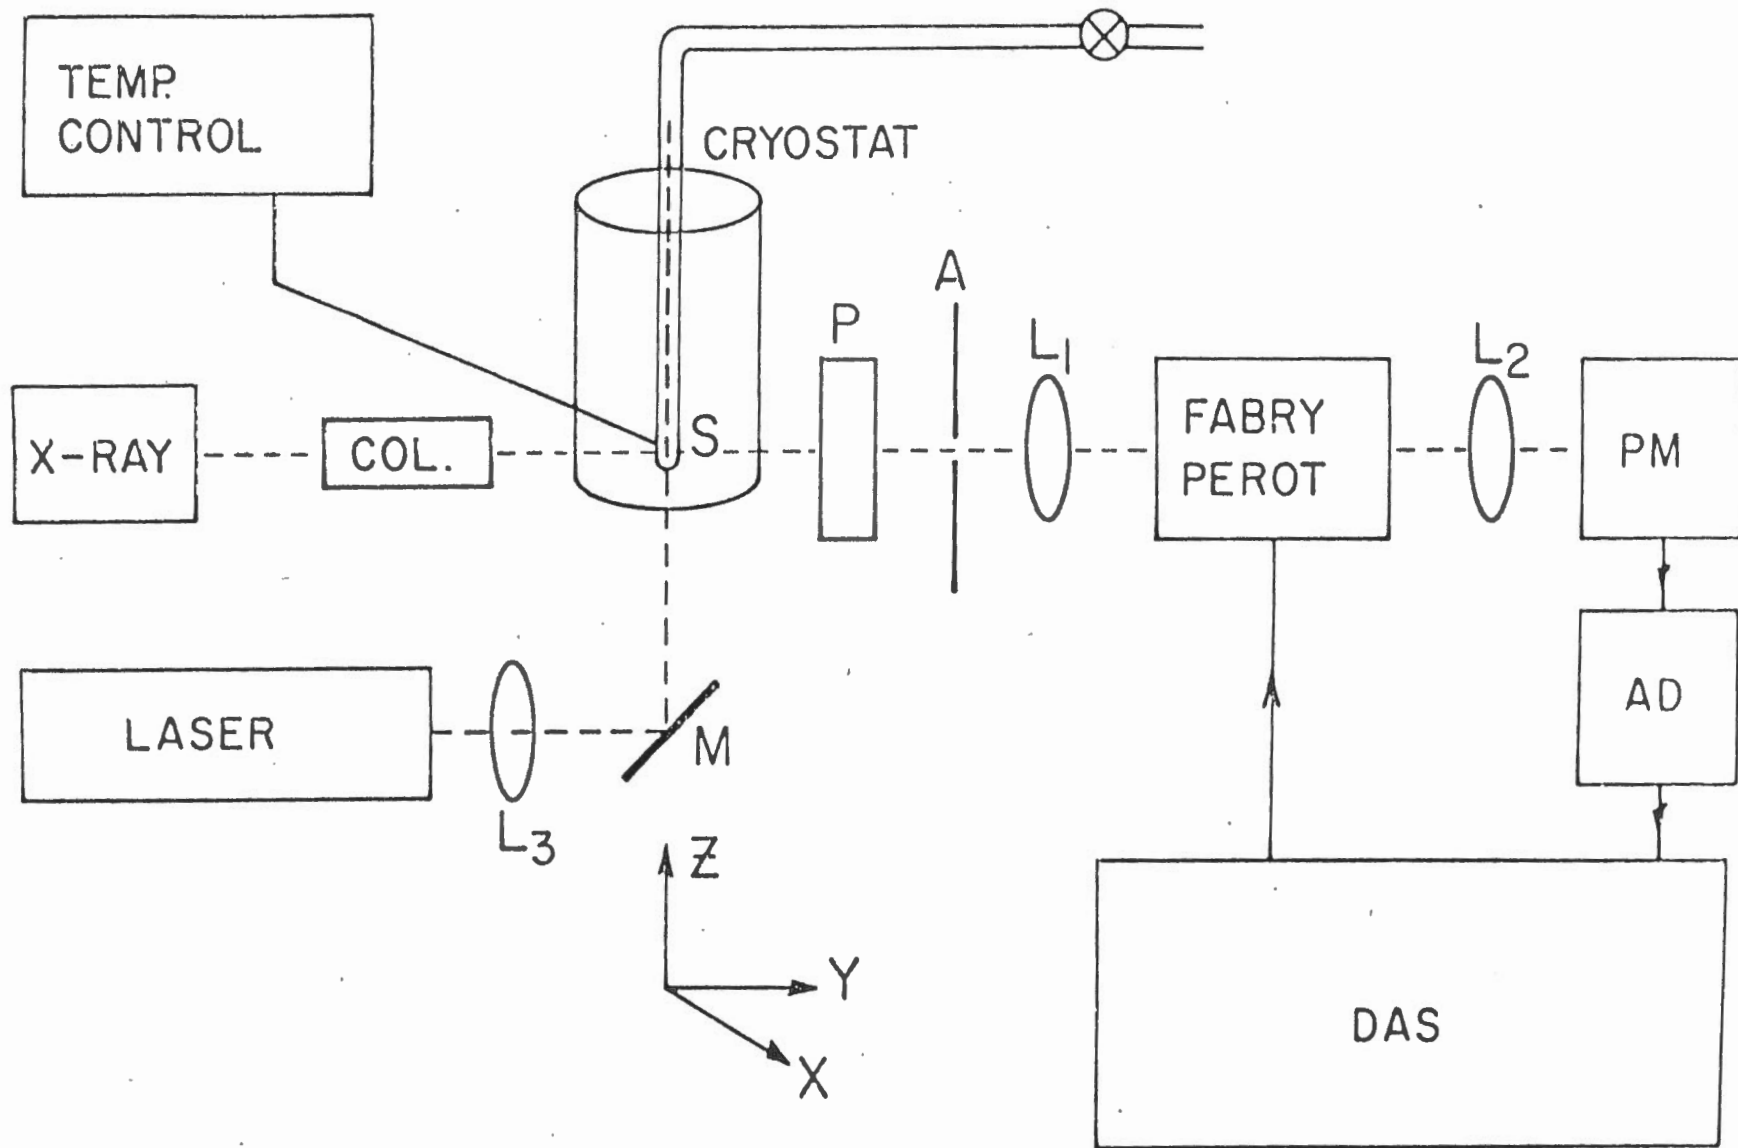 TEMP.
CONTROL
CRYOSTAT
A
P
L1
L2
S
X-RAY
COL.
FABRY
PEROT
PM
LASER
L3
M
AD
Z
Y
X
DAS